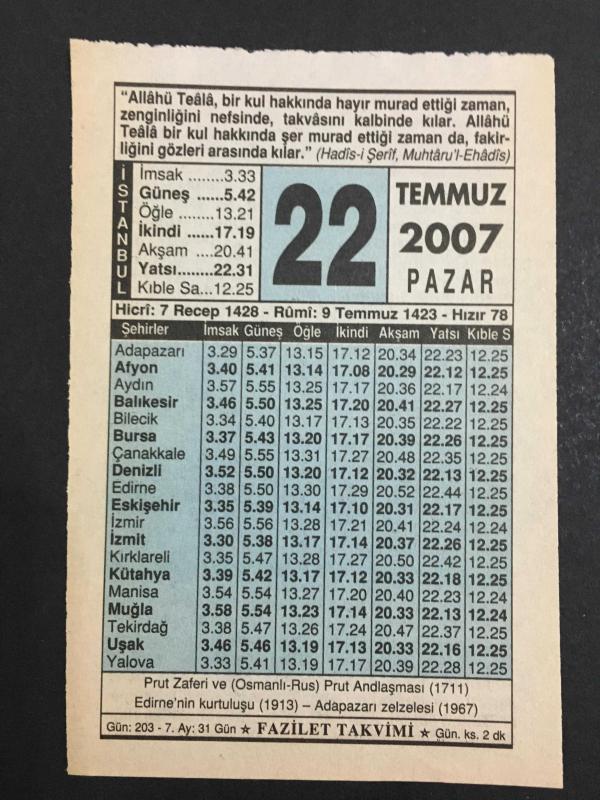 “Allâhü Teâlâ, bir kul hakkında hayır murad ettiği zaman,
zenginliğini nefsinde, takvâsını kalbinde kılar. Allâhü
Teâlâ bir kul hakkında şer murad ettiği zaman da, fakir-
liğini gözleri arasında kılar.” (Hadîs-i Şerîf, Muhtâru'l-Ehâdîs)
İSTANBUL
İmsak ........3.33
Güneş ......5.42
Öğle .......13.21
İkindi ......17.19
Akşam ....20.41
Yatsı........22.31
Kıble Sa...12.25
22
TEMMUZ
2007
PAZAR
Hicrî: 7 Recep 1428 - Rûmî: 9 Temmuz 1423 - Hızır 78
Şehirler İmsak Güneş Öğle İkindi Akşam Yatsı Kıble S
Adapazarı 3.29 5.37 13.15 17.12 20.34 22.23 12.25
Afyon 3.40 5.41 13.14 17.08 20.29 22.12 12.25
Aydın 3.57 5.55 13.25 17.17 20.36 22.17 12.24
Balıkesir 3.46 5.50 13.25 17.20 20.41 22.27 12.25
Bilecik 3.34 5.40 13.17 17.13 20.35 22.22 12.25
Bursa 3.37 5.43 13.20 17.17 20.39 22.26 12.25
Çanakkale 3.49 5.55 13.31 17.27 20.48 22.35 12.25
Denizli 3.52 5.50 13.20 17.12 20.32 22.13 12.25
Edirne 3.38 5.50 13.30 17.29 20.52 22.44 12.25
Eskişehir 3.35 5.39 13.14 17.10 20.31 22.17 12.25
İzmir 3.56 5.56 13.28 17.21 20.41 22.24 12.24
İzmit 3.30 5.38 13.17 17.14 20.37 22.26 12.25
Kırklareli 3.35 5.47 13.28 17.27 20.50 22.42 12.25
Kütahya 3.39 5.42 13.17 17.12 20.33 22.18 12.25
Manisa 3.54 5.54 13.27 17.20 20.40 22.23 12.24
Muğla 3.58 5.54 13.23 17.14 20.33 22.13 12.24
Tekirdağ 3.38 5.47 13.26 17.24 20.47 22.37 12.25
Uşak 3.46 5.46 13.19 17.13 20.33 22.16 12.25
Yalova 3.33 5.41 13.19 17.17 20.39 22.28 12.25
Prut Zaferi ve (Osmanlı-Rus) Prut Andlaşması (1711)
Edirne'nin kurtuluşu (1913) – Adapazarı zelzelesi (1967)
Gün: 203 - 7. Ay: 31 Gün ★ FAZİLET TAKVİMİ ★ Gün. ks. 2 dk